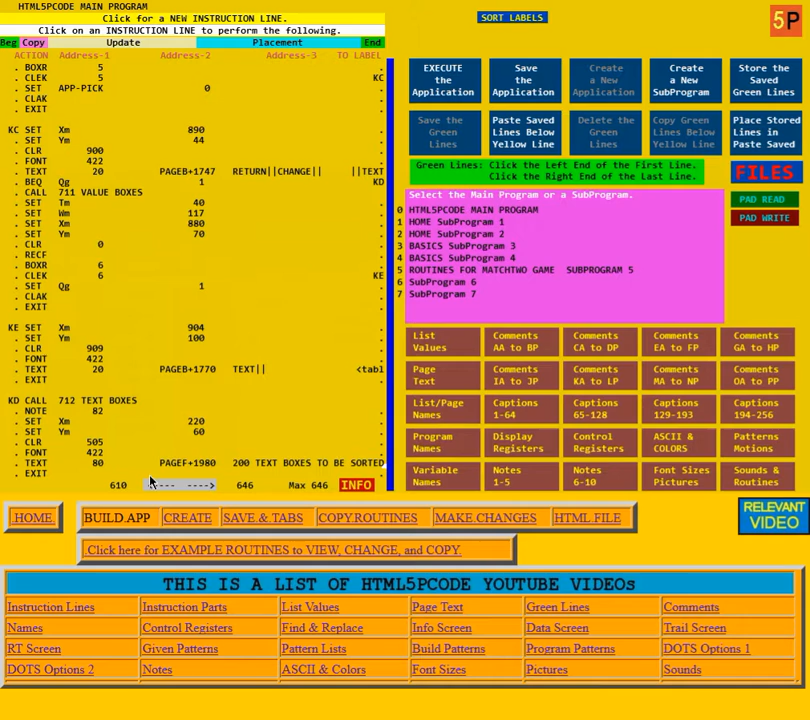 HTML5PCODE MAIN PROGRAM
Click for a NEW INSTRUCTION LINE.
Click on an INSTRUCTION LINE to perform the following.
Beg Copy Update Placement End
ACTION Address-1 Address-2 Address-3 TO LABEL
. BOXR 5 .
. CLEK 5 KC
. SET APP-PICK 0 .
. CLAK .
. EXIT .
KC SET Xm 890 .
. SET Ym 44 .
. CLR 900 .
. FONT 422 .
. TEXT 20 PAGEB+1747 RETURN||CHANGE|| ||TEXT
. BEQ Qg 1 KD
. CALL 711 VALUE BOXES .
. SET Tm 40 .
. SET Wm 117 .
. SET Xm 880 .
. SET Ym 70 .
. CLR 0 .
. RECF .
. BOXR 6 .
. CLEK 6 KE
. SET Qg 1 .
. CLAK .
. EXIT .
KE SET Xm 904 .
. SET Ym 100 .
. CLR 909 .
. FONT 422 .
. TEXT 20 PAGEB+1770 TEXT|| <tabl
. EXIT .
KD CALL 712 TEXT BOXES .
. NOTE 82 .
. SET Xm 220 .
. SET Ym 60 .
. CLR 505 .
. FONT 422 .
. TEXT 80 PAGEF+1980 200 TEXT BOXES TO BE SORTED
. EXIT .
610 <---- ----> 646 Max 646 INFO
SORT LABELS
5P
EXECUTE the Application
Save the Application
Create a New Application
Create a New SubProgram
Store the Saved Green Lines
Save the Green Lines
Paste Saved Lines Below Yellow Line
Delete the Green Lines
Copy Green Lines Below Yellow Line
Place Stored Lines in Paste Saved
Green Lines: Click the Left End of the First Line.
Click the Right End of the Last Line.
FILES
Select the Main Program or a SubProgram.
PAD READ
PAD WRITE
0 HTML5PCODE MAIN PROGRAM
1 HOME SubProgram 1
2 HOME SubProgram 2
3 BASICS SubProgram 3
4 BASICS SubProgram 4
5 ROUTINES FOR MATCHTWO GAME SUBPROGRAM 5
6 SubProgram 6
7 SubProgram 7
List Values
Comments AA to BP
Comments CA to DP
Comments EA to FP
Comments GA to HP
Page Text
Comments IA to JP
Comments KA to LP
Comments MA to NP
Comments OA to PP
List/Page Names
Captions 1-64
Captions 65-128
Captions 129-193
Captions 194-256
Program Names
Display Registers
Control Registers
ASCII & COLORS
Patterns Motions
Variable Names
Notes 1-5
Notes 6-10
Font Sizes Pictures
Sounds & Routines
HOME BUILD.APP CREATE SAVE.&.TABS COPY.ROUTINES MAKE.CHANGES HTML FILE
RELEVANT VIDEO
.Click here for EXAMPLE ROUTINES to VIEW, CHANGE, and COPY.
THIS IS A LIST OF HTML5PCODE YOUTUBE VIDEOs
Instruction Lines Instruction Parts List Values Page Text Green Lines Comments
Names Control Registers Find & Replace Info Screen Data Screen Trail Screen
RT Screen Given Patterns Pattern Lists Build Patterns Program Patterns DOTS Options 1
DOTS Options 2 Notes ASCII & Colors Font Sizes Pictures Sounds